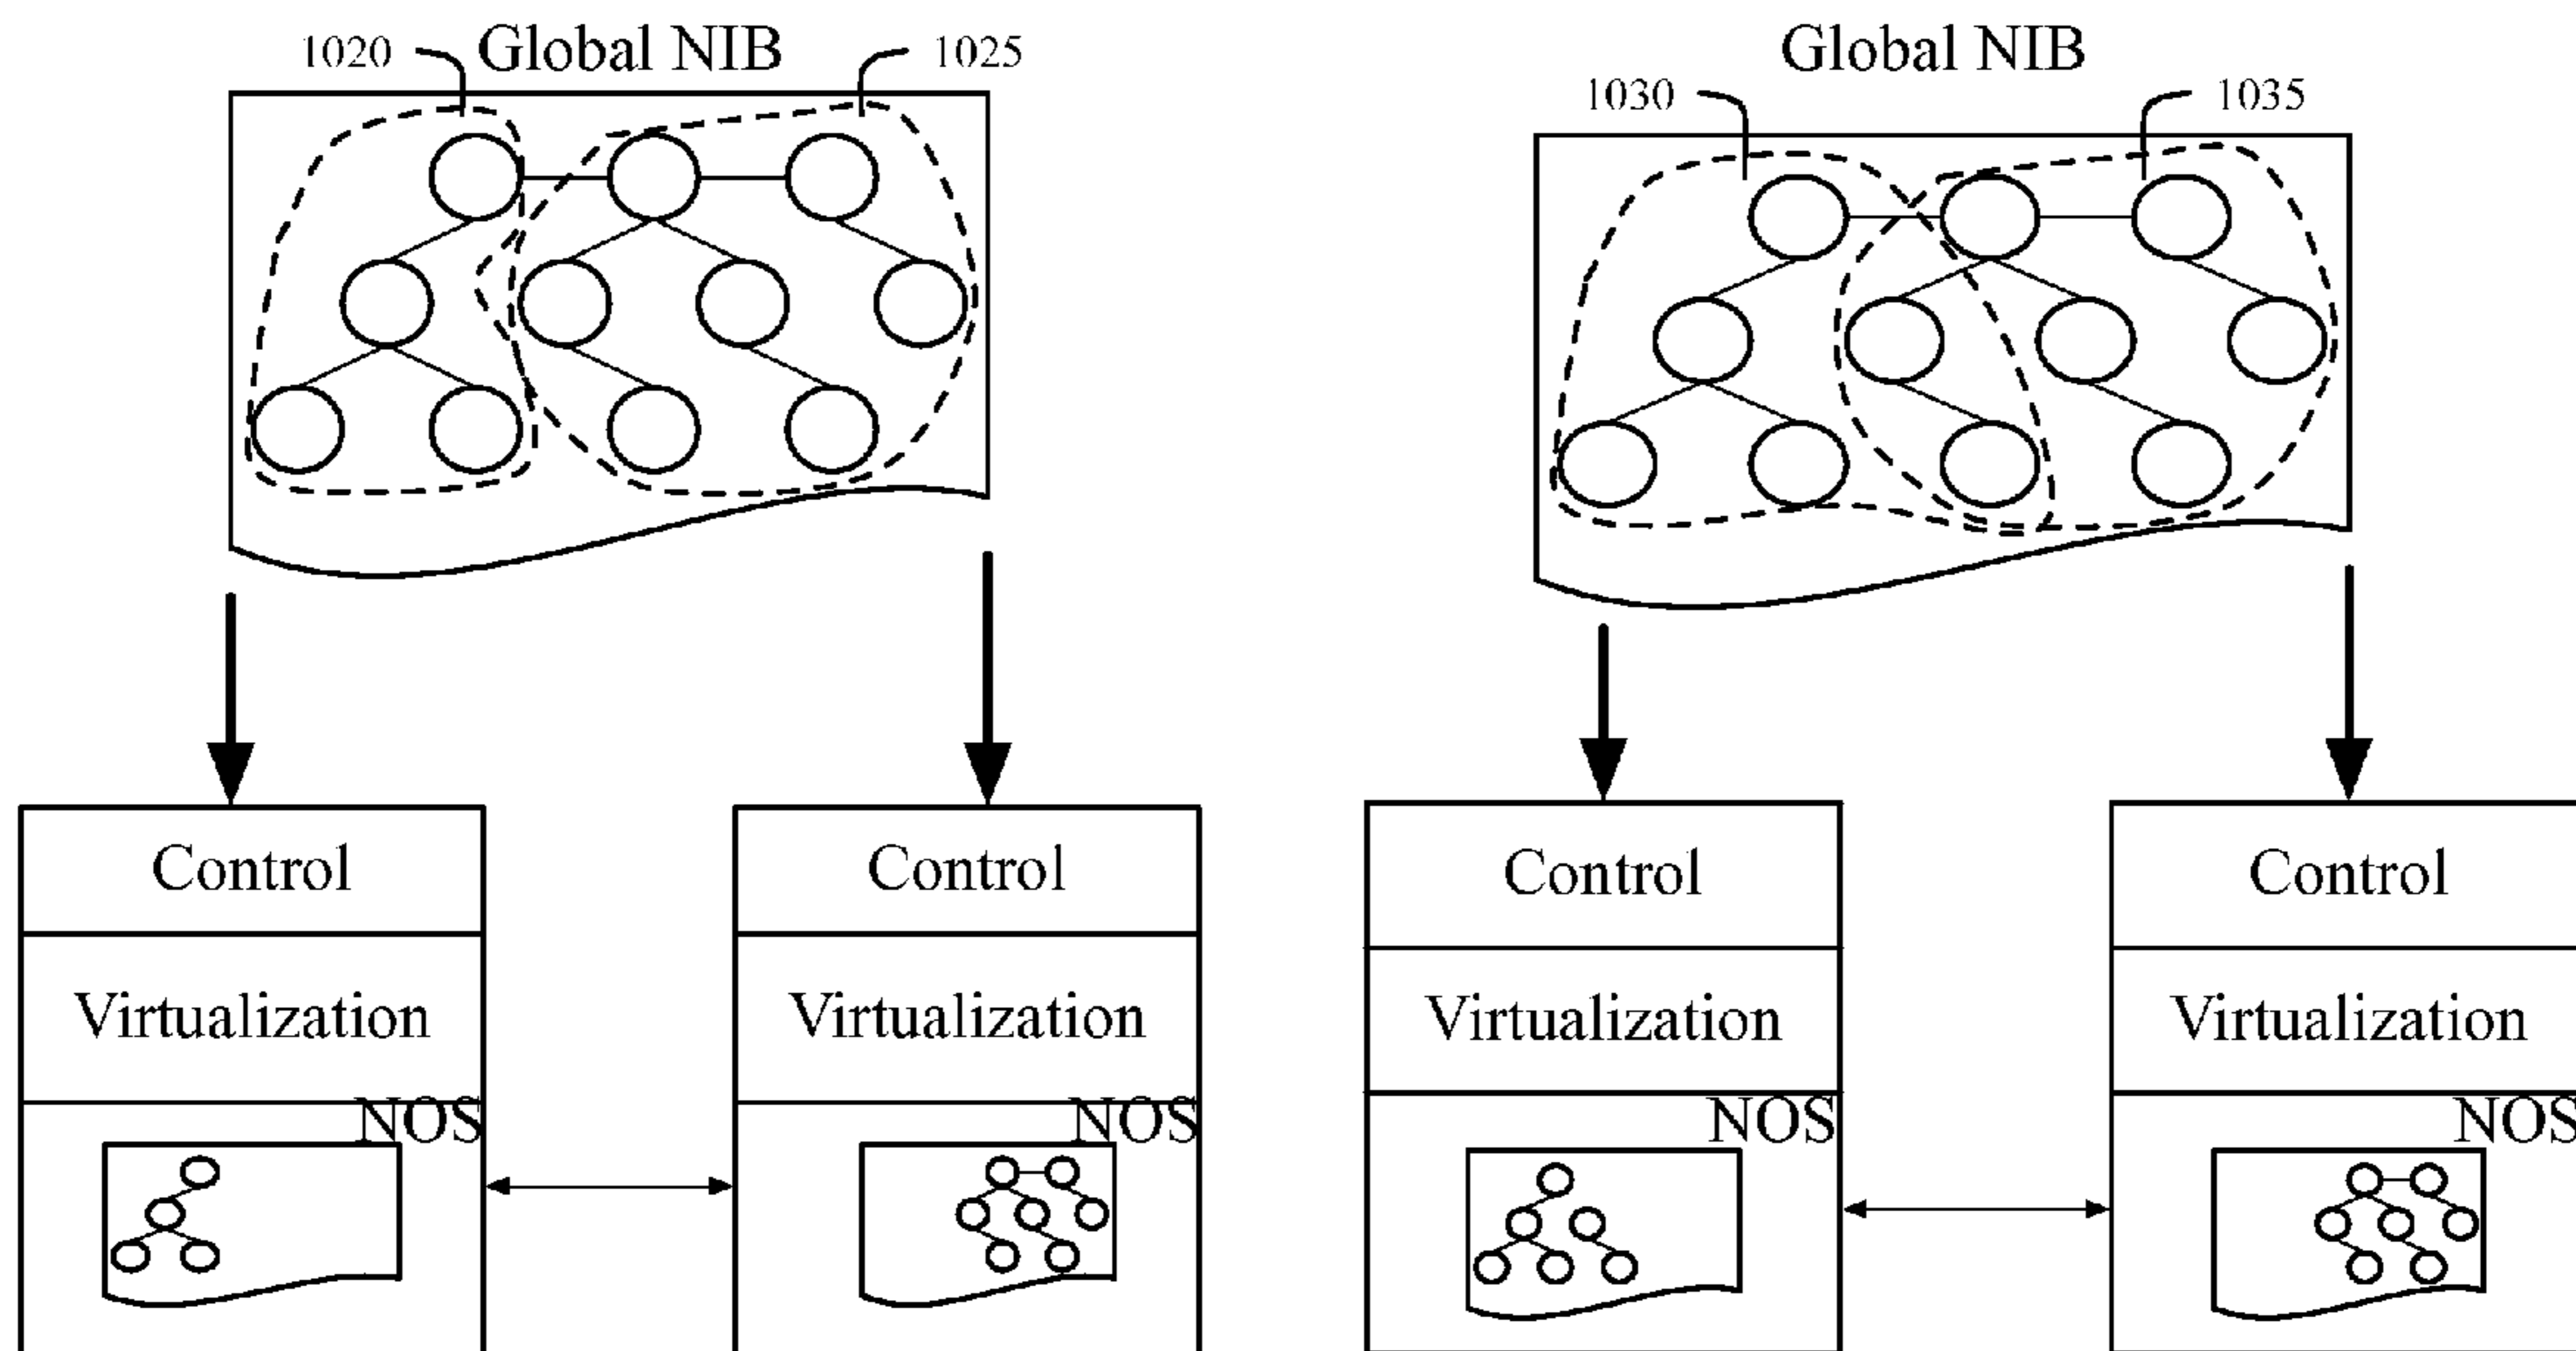 1020 Global NIB 1025
Global NIB
1030 1035
Control
Control
Control
Control
Virtualization
Virtualization
Virtualization
Virtualization
NOS
NOS
NOS
NOS